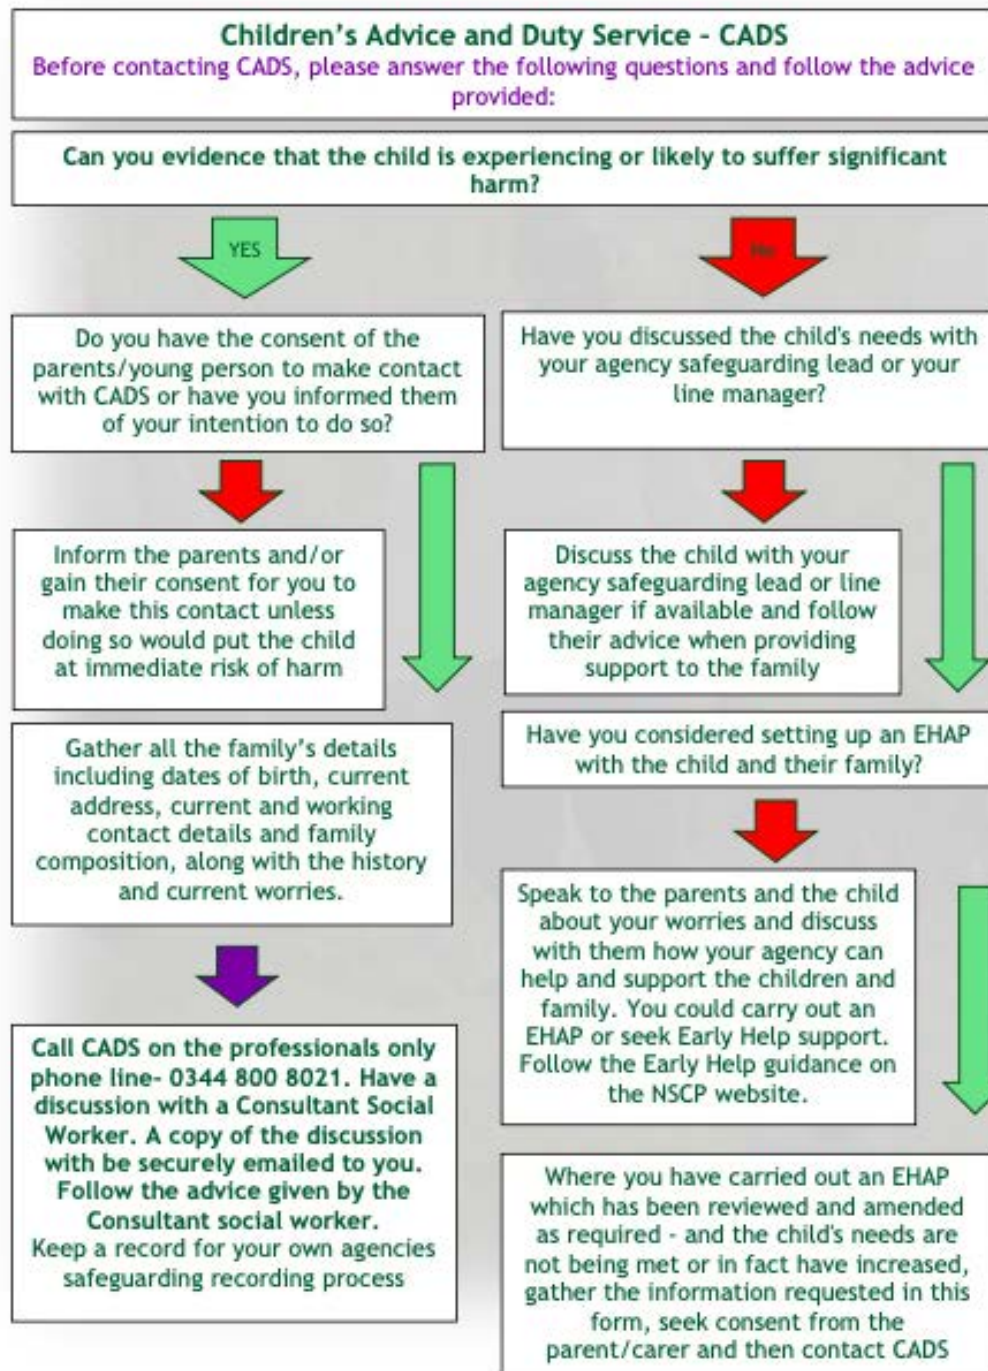 Children's Advice and Duty Service - CADS
Before contacting CADS, please answer the following questions and follow the advice
provided:
Can you evidence that the child is experiencing or likely to suffer significant
harm?
YES
No
Do you have the consent of the
parents/young person to make contact
with CADS or have you informed them
of your intention to do so?
Have you discussed the child's needs with
your agency safeguarding lead or your
line manager?
Inform the parents and/or
gain their consent for you to
make this contact unless
doing so would put the child
at immediate risk of harm
Discuss the child with your
agency safeguarding lead or line
manager if available and follow
their advice when providing
support to the family
Gather all the family's details
including dates of birth, current
address, current and working
contact details and family
composition, along with the history
and current worries.
Have you considered setting up an EHAP
with the child and their family?
Speak to the parents and the child
about your worries and discuss
with them how your agency can
help and support the children and
family. You could carry out an
EHAP or seek Early Help support.
Follow the Early Help guidance on
the NSCP website.
Call CADS on the professionals only
phone line- 0344 800 8021. Have a
discussion with a Consultant Social
Worker. A copy of the discussion
with be securely emailed to you.
Follow the advice given by the
Consultant social worker.
Keep a record for your own agencies
safeguarding recording process
Where you have carried out an EHAP
which has been reviewed and amended
as required - and the child's needs are
not being met or in fact have increased,
gather the information requested in this
form, seek consent from the
parent/carer and then contact CADS